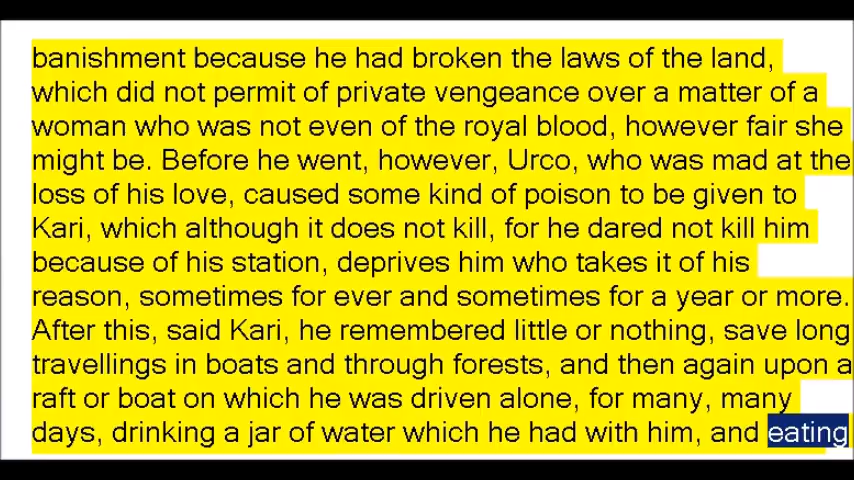 banishment because he had broken the laws of the land,
which did not permit of private vengeance over a matter of a
woman who was not even of the royal blood, however fair she
might be. Before he went, however, Urco, who was mad at the
loss of his love, caused some kind of poison to be given to
Kari, which although it does not kill, for he dared not kill him
because of his station, deprives him who takes it of his
reason, sometimes for ever and sometimes for a year or more.
After this, said Kari, he remembered little or nothing, save long
travellings in boats and through forests, and then again upon a
raft or boat on which he was driven alone, for many, many
days, drinking a jar of water which he had with him, and eating